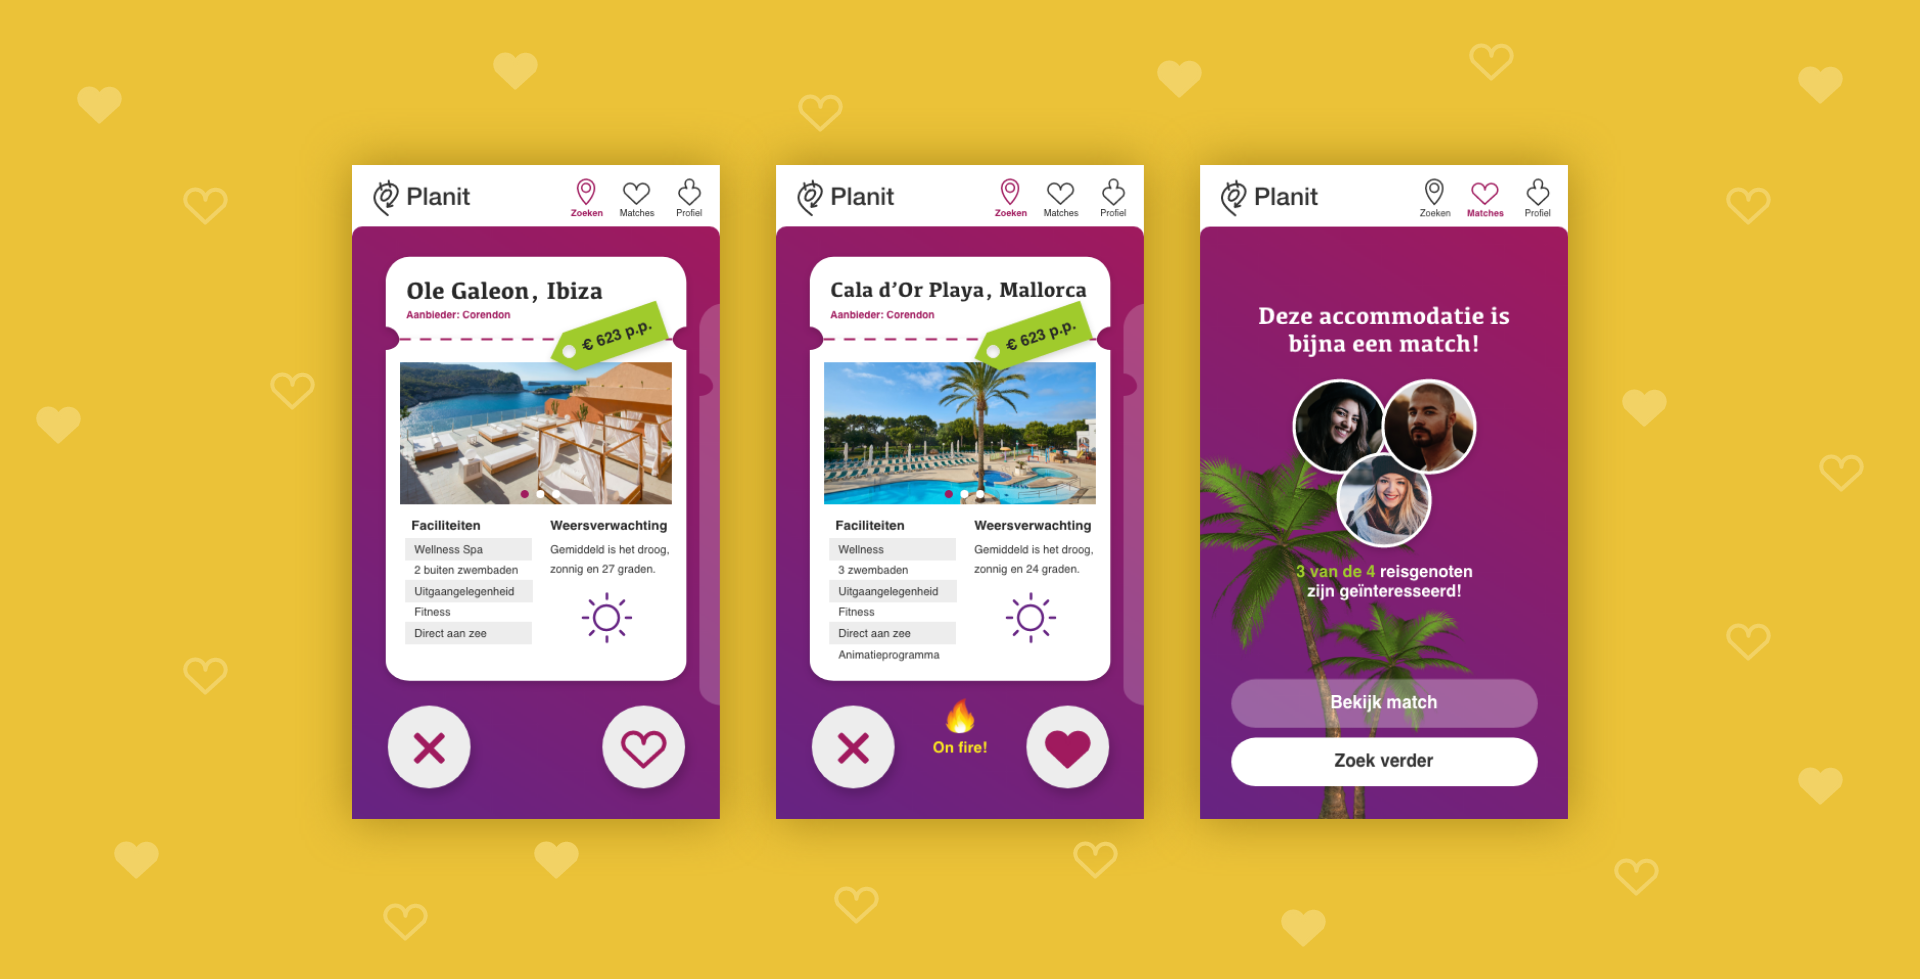 Planit
Zoeken
Matches
Profiel
Ole Galeon, Ibiza
Aanbieder: Corendon
€ 623 p.p.
Faciliteiten
Wellness Spa
2 buiten zwembaden
Uitgaangelegenheid
Fitness
Direct aan zee
Weersverwachting
Gemiddeld is het droog,
zonnig en 27 graden.
Planit
Zoeken
Matches
Profiel
Cala d’Or Playa, Mallorca
Aanbieder: Corendon
€ 623 p.p.
Faciliteiten
Wellness
3 zwembaden
Uitgaangelegenheid
Fitness
Direct aan zee
Animatieprogramma
Weersverwachting
Gemiddeld is het droog,
zonnig en 24 graden.
On fire!
Planit
Zoeken
Matches
Profiel
Deze accommodatie is
bijna een match!
3 van de 4 reisgenoten
zijn geïnteresseerd!
Bekijk match
Zoek verder